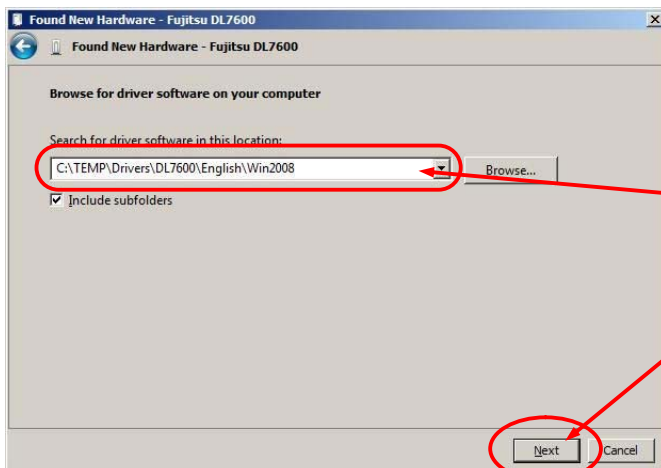 Found New Hardware - Fujitsu DL7600
Found New Hardware - Fujitsu DL7600
Browse for driver software on your computer
Search for driver software in this location:
C:\TEMP\Drivers\DL7600\English\Win2008
Browse...
Include subfolders
Next
Cancel